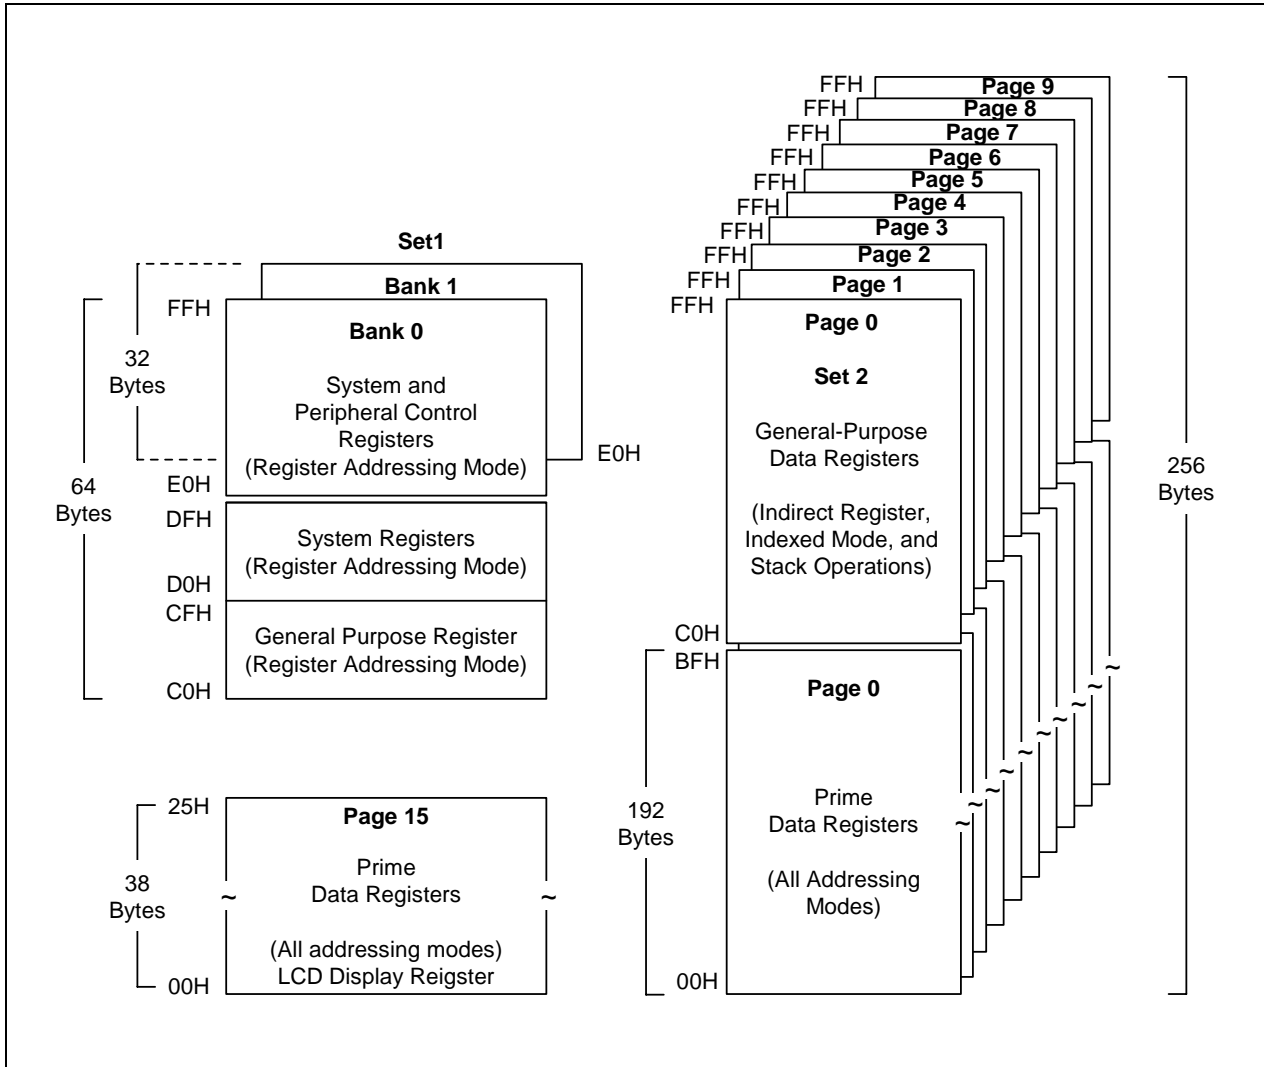 Set1
Bank 1
FFH
Bank 0
32
Bytes
System and
Peripheral Control
Registers
(Register Addressing Mode)
E0H
E0H
64
Bytes
DFH
System Registers
(Register Addressing Mode)
D0H
CFH
General Purpose Register
(Register Addressing Mode)
C0H
25H
Page 15
38
Bytes
Prime
Data Registers
~
~
(All addressing modes)
LCD Display Reigster
00H
FFH
Page 9
FFH
Page 8
FFH
Page 7
FFH
Page 6
FFH
Page 5
FFH
Page 4
FFH
Page 3
FFH
Page 2
FFH
Page 1
FFH
Page 0
Set 2
General-Purpose
Data Registers
(Indirect Register,
Indexed Mode, and
Stack Operations)
C0H
BFH
Page 0
192
Bytes
Prime
Data Registers
(All Addressing
Modes)
00H
~
~
~
~
~
~
~
~
~
~
256
Bytes